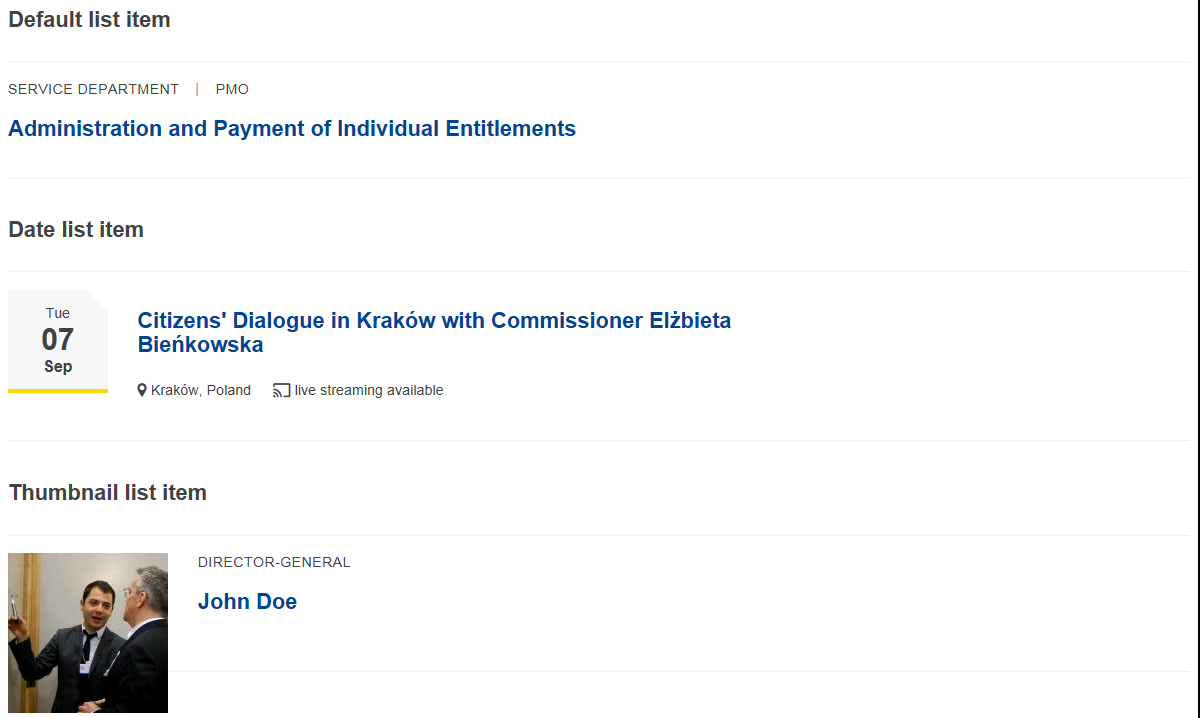 Default list item
SERVICE DEPARTMENT | PMO
Administration and Payment of Individual Entitlements
Date list item
Tue
07
Sep
Citizens' Dialogue in Kraków with Commissioner Elżbieta
Bieńkowska
Kraków, Poland live streaming available
Thumbnail list item
DIRECTOR-GENERAL
John Doe